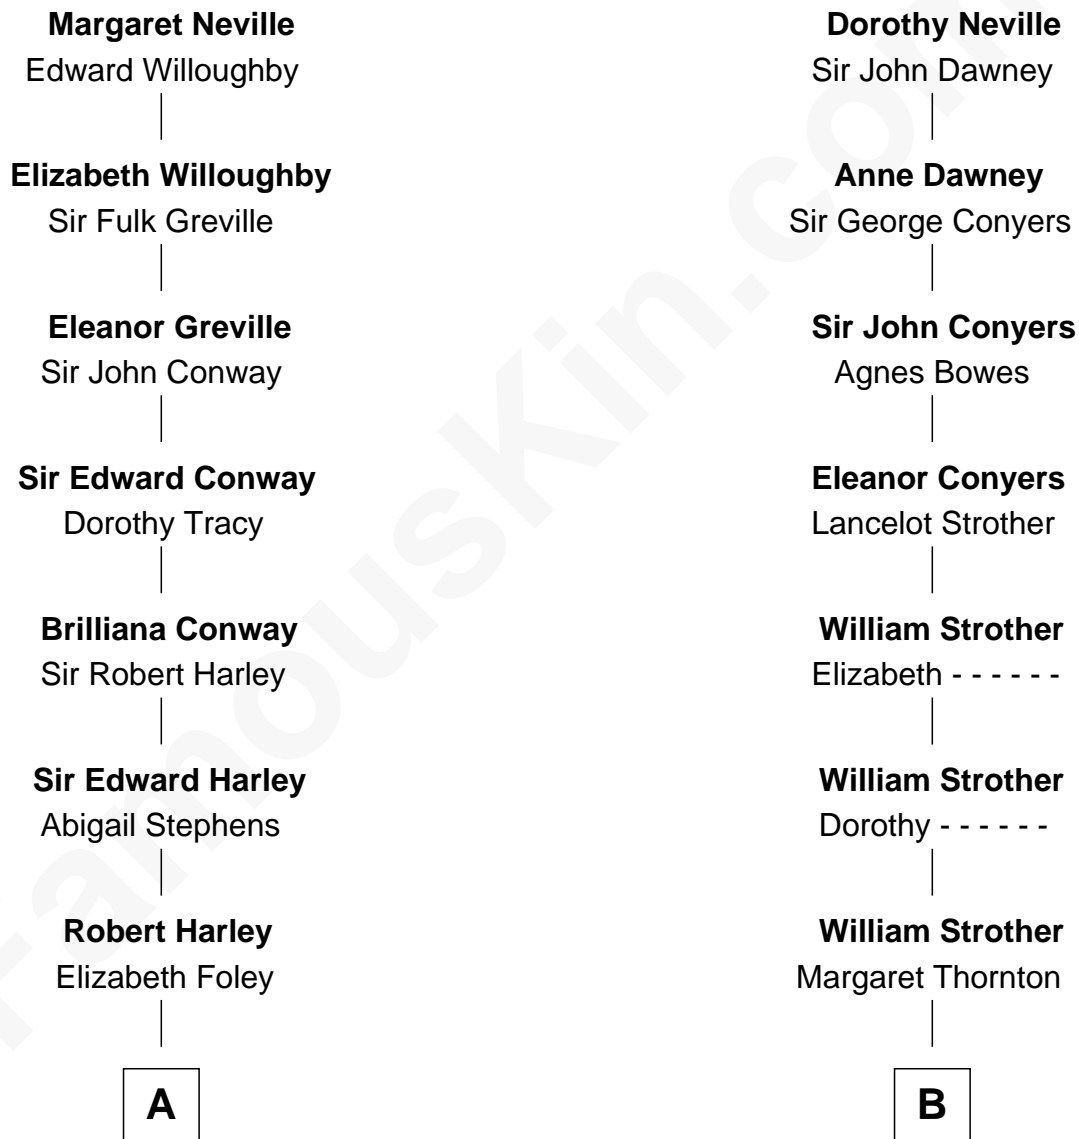 Margaret Neville
Edward Willoughby
Elizabeth Willoughby
Sir Fulk Greville
Eleanor Greville
Sir John Conway
Sir Edward Conway
Dorothy Tracy
Brilliana Conway
Sir Robert Harley
Sir Edward Harley
Abigail Stephens
Robert Harley
Elizabeth Foley
A
Dorothy Neville
Sir John Dawney
Anne Dawney
Sir George Conyers
Sir John Conyers
Agnes Bowes
Eleanor Conyers
Lancelot Strother
William Strother
Elizabeth - - - - - -
William Strother
Dorothy - - - - - -
William Strother
Margaret Thornton
B
FamousKin.com